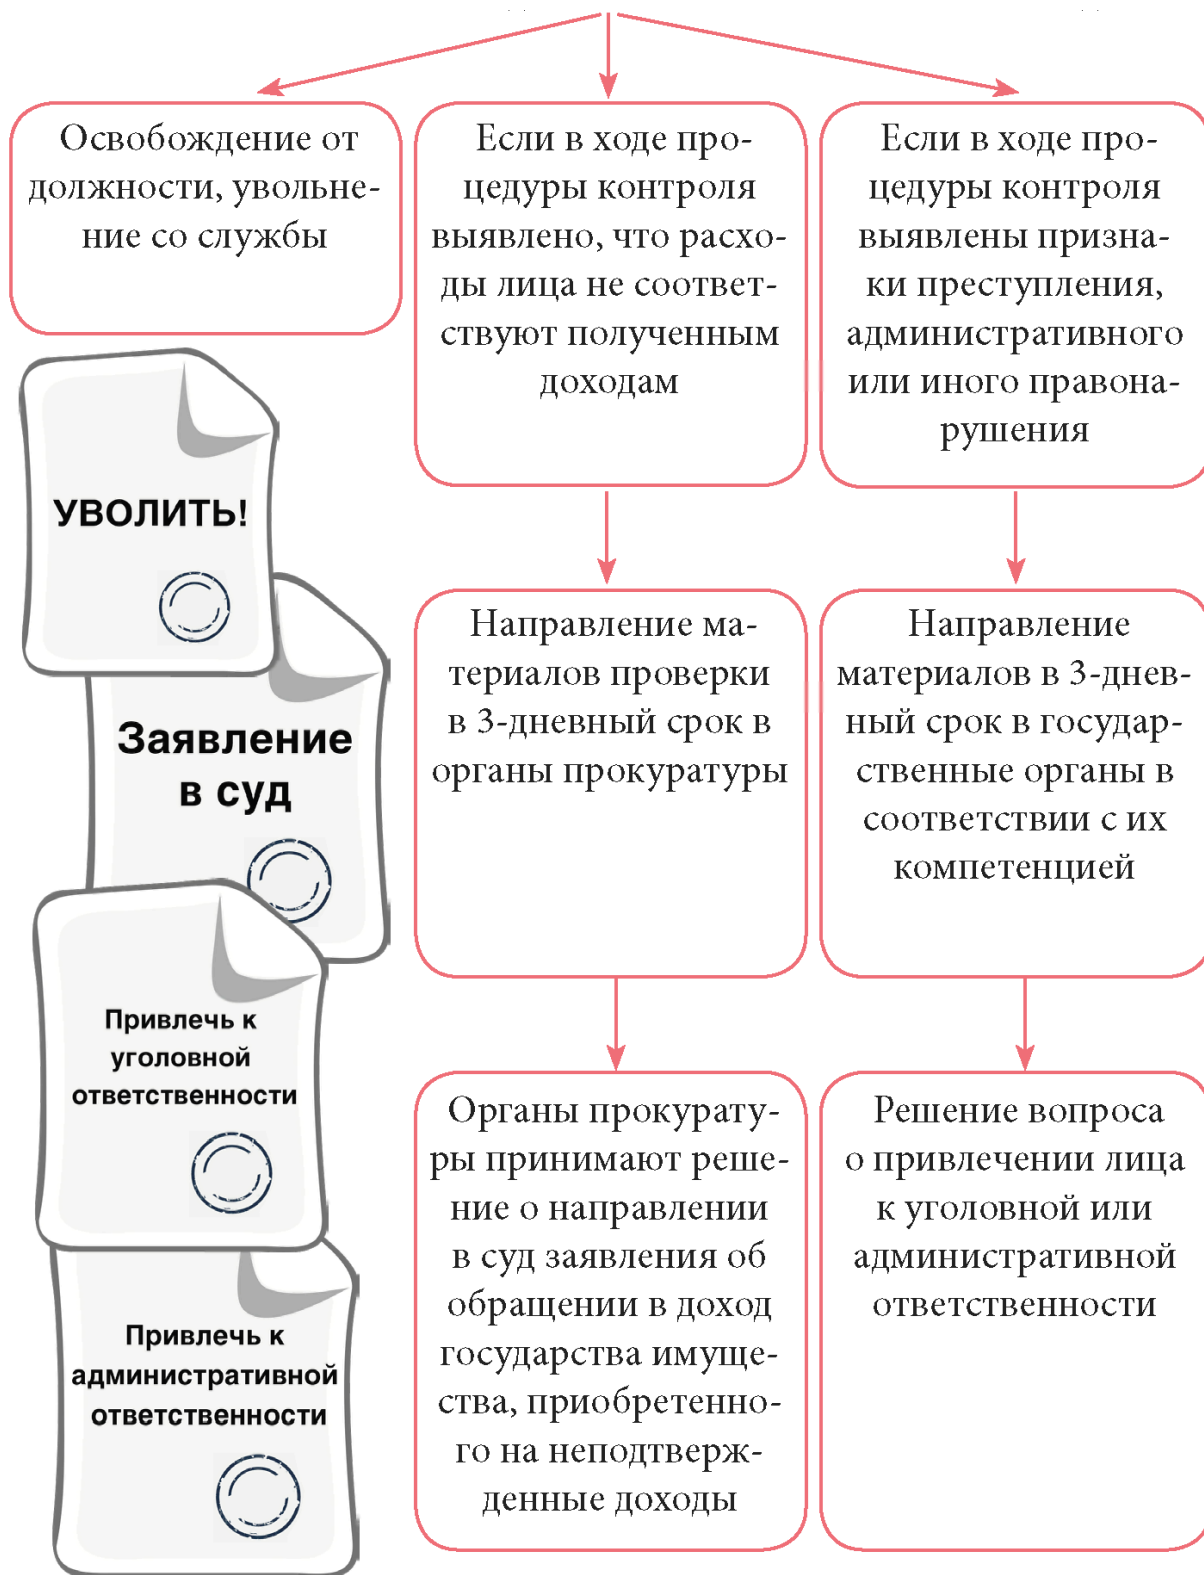 Освобождение от
должности, увольне-
ние со службы
Если в ходе про-
цедуры контроля
выявлено, что расхо-
ды лица не соответ-
ствуют полученным
доходам
Если в ходе про-
цедуры контроля
выявлены призна-
ки преступления,
административного
или иного правона-
рушения
УВОЛИТЬ!
Заявление
в суд
Привлечь к
уголовной
ответственности
Привлечь к
административной
ответственности
Направление ма-
териалов проверки
в 3-дневный срок в
органы прокуратуры
Направление
материалов в 3-днев-
ный срок в государ-
ственные органы в
соответствии с их
компетенцией
Органы прокурату-
ры принимают реше-
ние о направлении
в суд заявления об
обращении в доход
государства имуще-
ства, приобретенно-
го на неподтверж-
денные доходы
Решение вопроса
о привлечении лица
к уголовной или
административной
ответственности